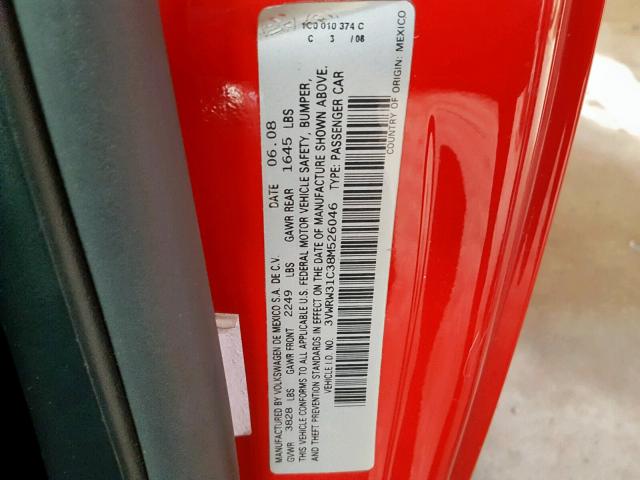 1C0 010 374 C
C 3 / 08
MANUFACTURED BY VOLKSWAGEN DE MEXICO S.A. DE C.V. DATE 06.08
GVWR 3828 LBS GAWR FRONT 2249 LBS GAWR REAR 1645 LBS
THIS VEHICLE CONFORMS TO ALL APPLICABLE U.S. FEDERAL MOTOR VEHICLE SAFETY, BUMPER,
AND THEFT PREVENTION STANDARDS IN EFFECT ON THE DATE OF MANUFACTURE SHOWN ABOVE.
VEHICLE I.D. NO. 3VWRW31C38M526046 TYPE: PASSENGER CAR
COUNTRY OF ORIGIN: MEXICO